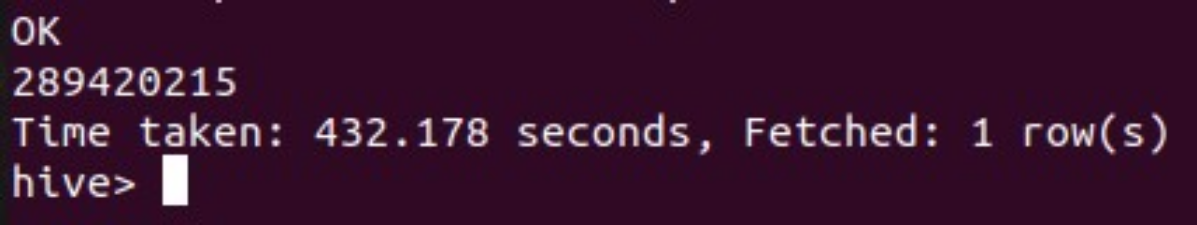 OK
289420215
Time taken: 432.178 seconds, Fetched: 1 row(s)
hive>